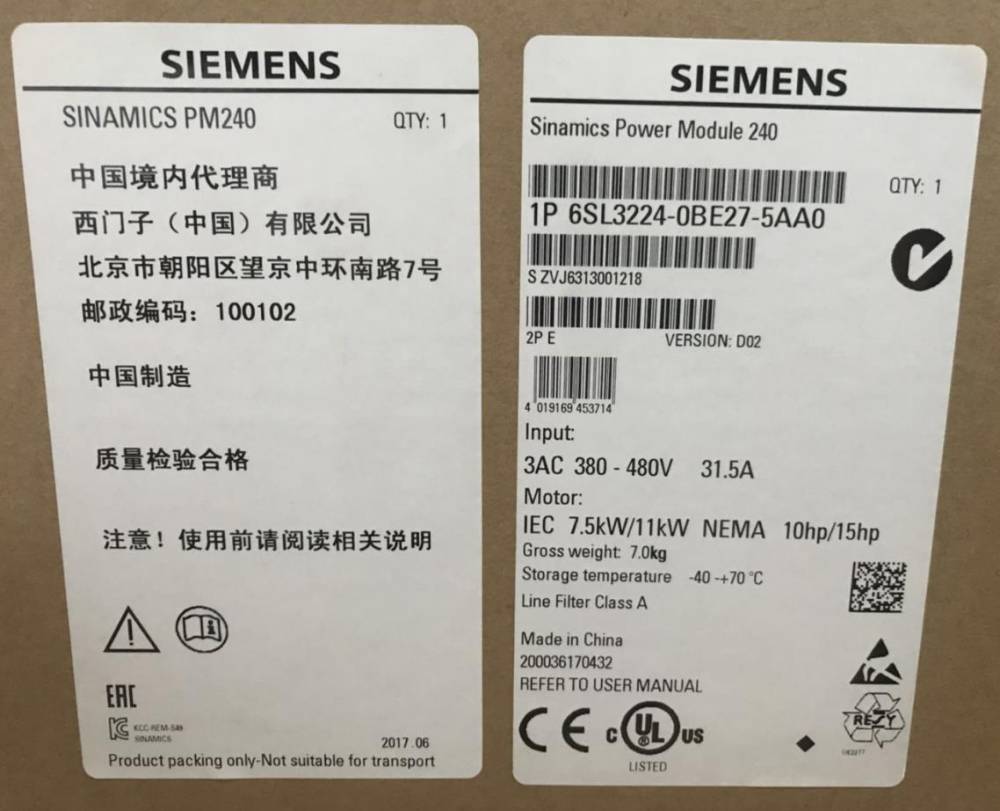 SIEMENS
SINAMICS PM240 QTY: 1
中国境内代理商
西门子（中国）有限公司
北京市朝阳区望京中环南路7号
邮政编码：100102
中国制造
质量检验合格
注意！使用前请阅读相关说明
EAC
KCC-REM-S49
SINAMICS
2017.06
Product packing only-Not suitable for transport
SIEMENS
Sinamics Power Module 240
QTY: 1
1P 6SL3224-0BE27-5AA0
S ZVJ6313001218
2P E VERSION: D02
4 019169 453714
Input:
3AC 380 - 480V 31.5A
Motor:
IEC 7.5kW/11kW NEMA 10hp/15hp
Gross weight: 7.0kg
Storage temperature -40 -+70 °C
Line Filter Class A
Made in China
200036170432
REFER TO USER MANUAL
CE C UL US
LISTED
RESY